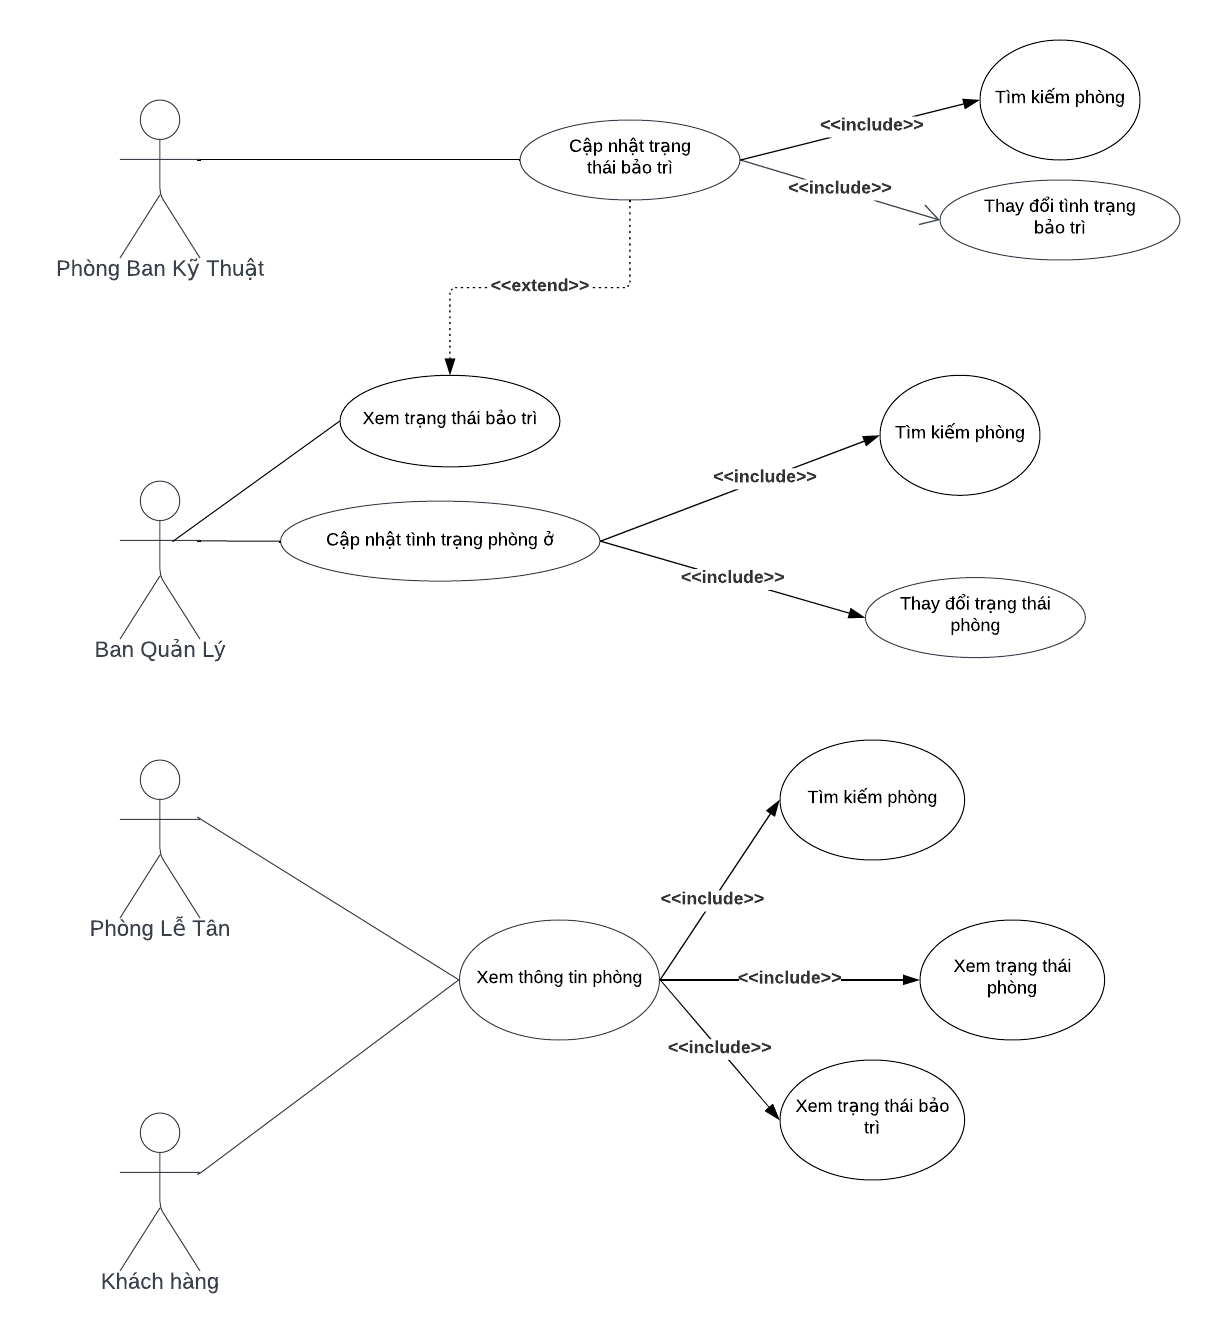 Tìm kiếm phòng
<<include>>
Cập nhật trạng
thái bảo trì
<<include>>
Thay đổi tình trạng
bảo trì
Phòng Ban Kỹ Thuật
<<extend>>
Xem trạng thái bảo trì
Tìm kiếm phòng
<<include>>
Cập nhật tình trạng phòng ở
<<include>>
Thay đổi trạng thái
phòng
Ban Quản Lý
Tìm kiếm phòng
<<include>>
Phòng Lễ Tân
Xem thông tin phòng
<<include>>
Xem trạng thái
phòng
<<include>>
Xem trạng thái bảo
trì
Khách hàng